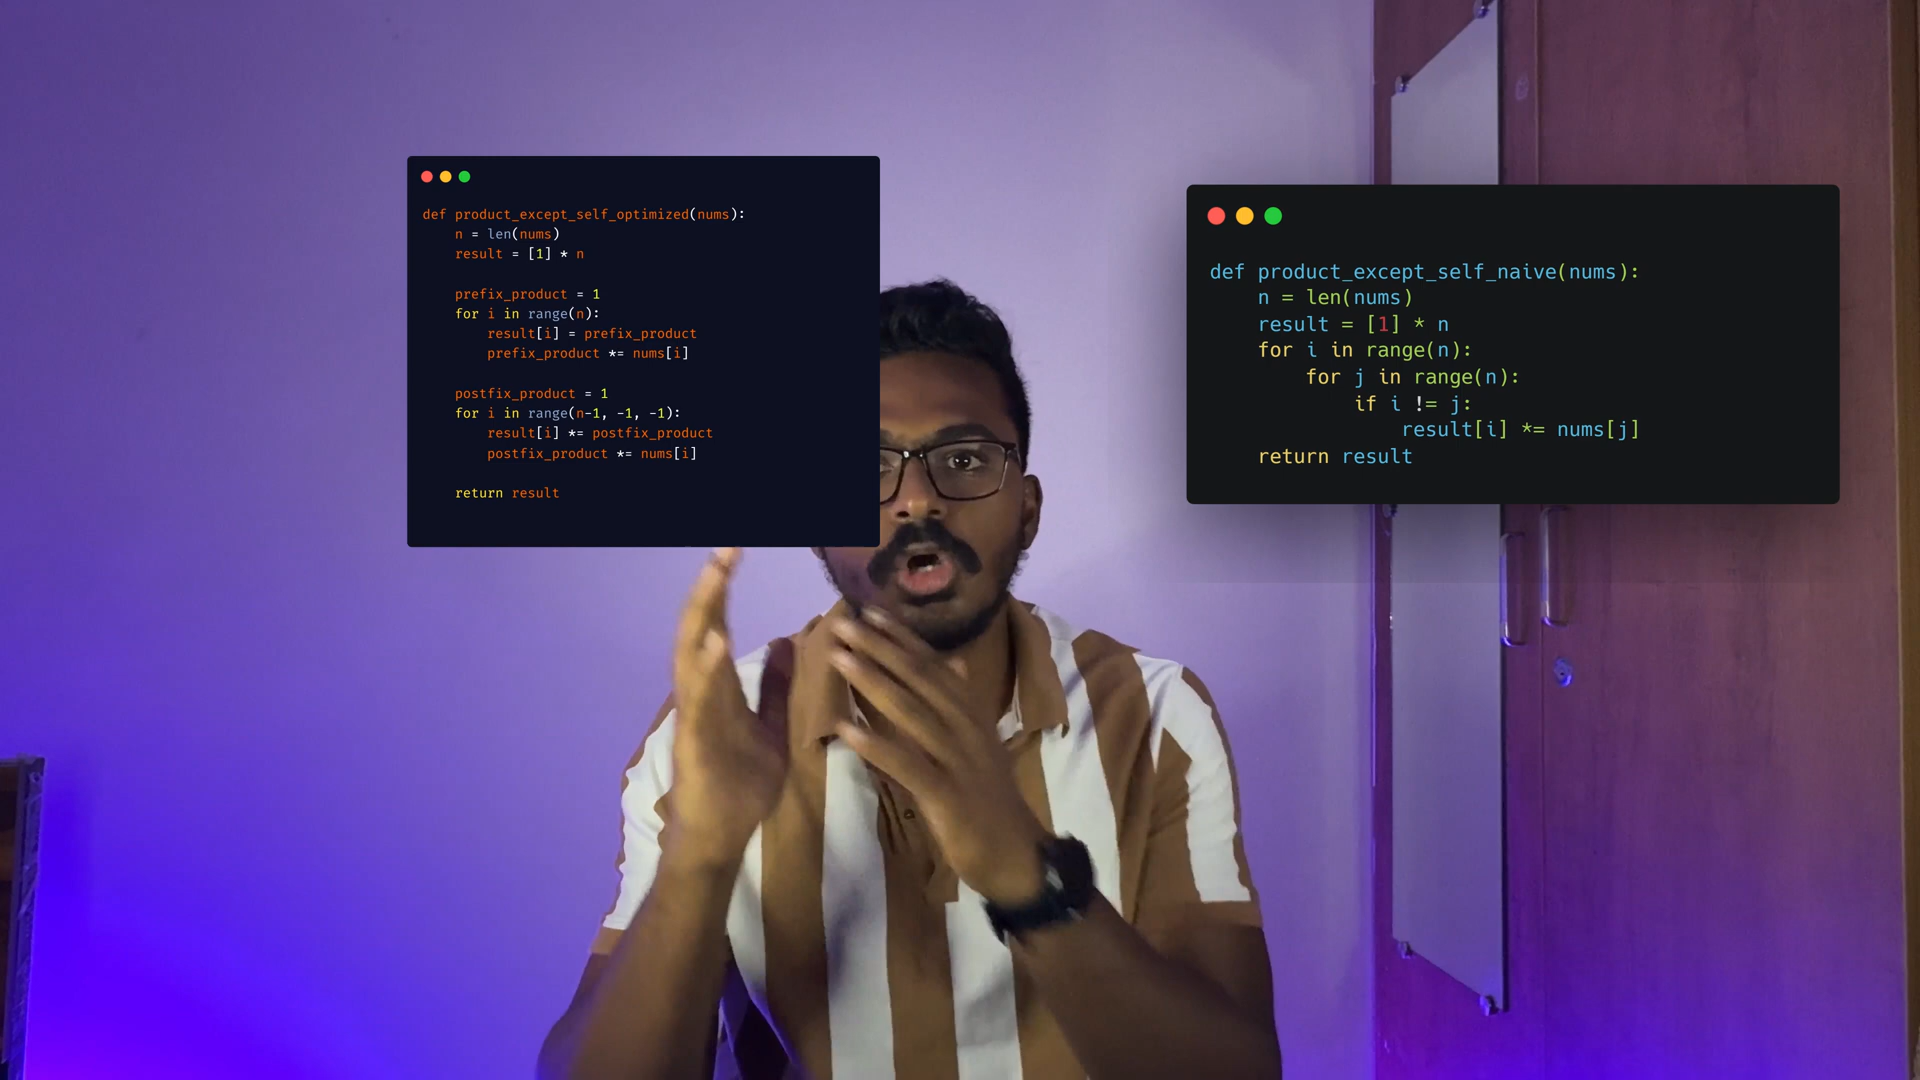 def product_except_self_optimized(nums):
    n = len(nums)
    result = [1] * n

    prefix_product = 1
    for i in range(n):
        result[i] = prefix_product
        prefix_product *= nums[i]

    postfix_product = 1
    for i in range(n-1, -1, -1):
        result[i] *= postfix_product
        postfix_product *= nums[i]

    return result

def product_except_self_naive(nums):
    n = len(nums)
    result = [1] * n
    for i in range(n):
        for j in range(n):
            if i != j:
                result[i] *= nums[j]
    return result